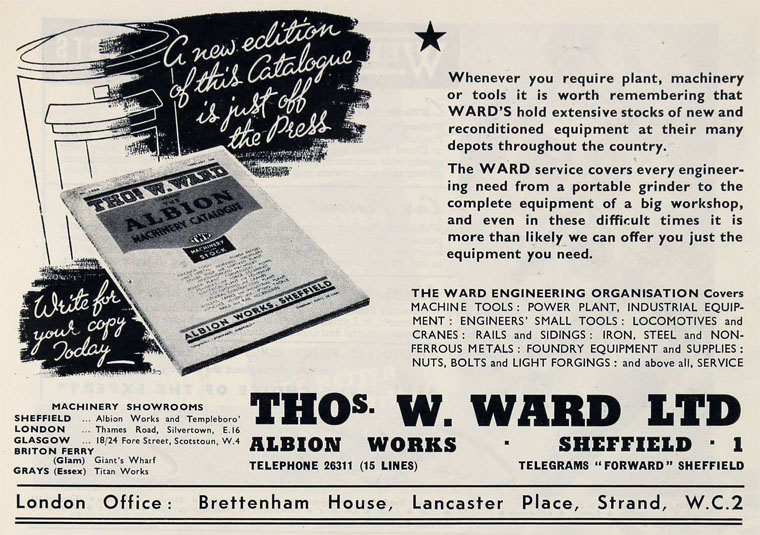 A new edition
of this Catalogue
is just off
the Press
★
Whenever you require plant, machinery
or tools it is worth remembering that
WARD'S hold extensive stocks of new and
reconditioned equipment at their many
depots throughout the country.
The WARD service covers every engineer-
ing need from a portable grinder to the
complete equipment of a big workshop,
and even in these difficult times it is
more than likely we can offer you just the
equipment you need.
THOS W. WARD
THE
ALBION
MACHINERY CATALOGUE
TWW
MACHINERY
STOCK
ALBION WORKS, SHEFFIELD
Write for
your copy
Today
THE WARD ENGINEERING ORGANISATION Covers
MACHINE TOOLS : POWER PLANT, INDUSTRIAL EQUIP-
MENT : ENGINEERS' SMALL TOOLS : LOCOMOTIVES and
CRANES : RAILS and SIDINGS : IRON, STEEL and NON-
FERROUS METALS : FOUNDRY EQUIPMENT and SUPPLIES :
NUTS, BOLTS and LIGHT FORGINGS : and above all, SERVICE
MACHINERY SHOWROOMS
SHEFFIELD ... Albion Works and Templeboro'
LONDON ... Thames Road, Silvertown, E.16
GLASGOW ... 18/24 Fore Street, Scotstoun, W.4
BRITON FERRY
(Glam) Giant's Wharf
GRAYS (Essex) Titan Works
THOS. W. WARD LTD
ALBION WORKS · SHEFFIELD · 1
TELEPHONE 26311 (15 LINES) TELEGRAMS "FORWARD" SHEFFIELD
London Office : Brettenham House, Lancaster Place, Strand, W.C.2